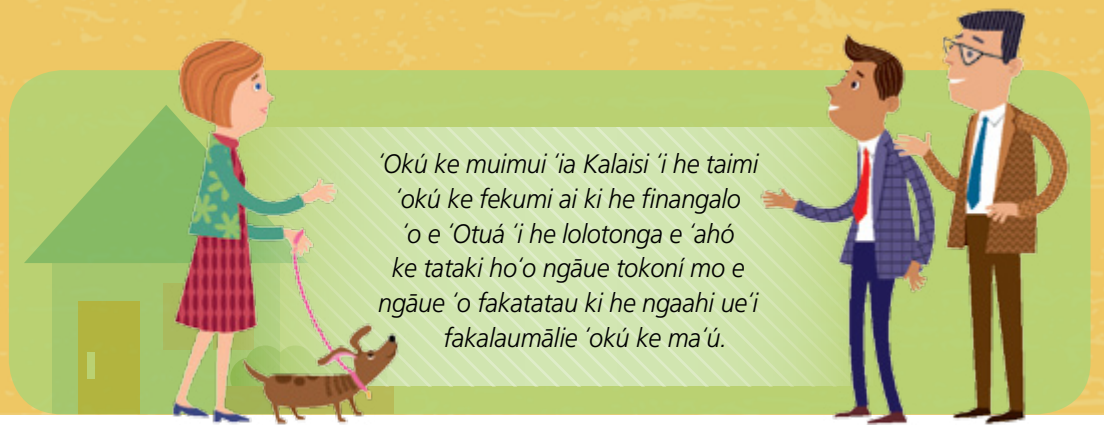 ʻOkú ke muimui ʻia Kalaisi ʻi he taimi
ʻokú ke fekumi ai ki he finangalo
ʻo e ʻOtuá ʻi he lolotonga e ʻahó
ke tataki hoʻo ngāue tokoní mo e
ngāue ʻo fakatatau ki he ngaahi ueʻi
fakalaumālie ʻokú ke maʻú.